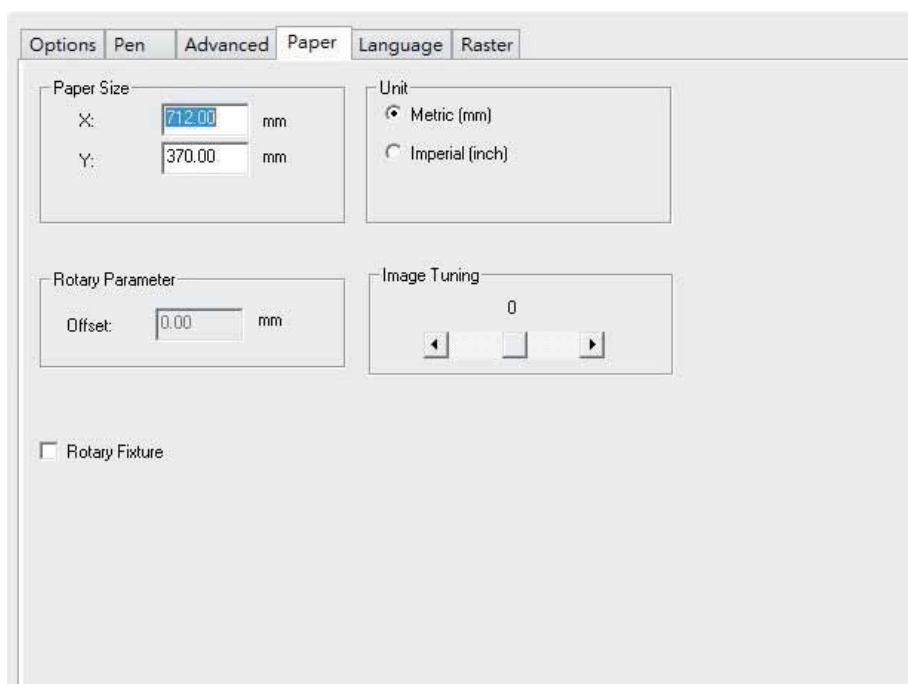 Options Pen Advanced Paper Language Raster
Paper Size
X: 712.00 mm
Y: 370.00 mm
Unit
Metric (mm)
Imperial (inch)
Rotary Parameter
Offset: 0.00 mm
Image Tuning
0
Rotary Fixture